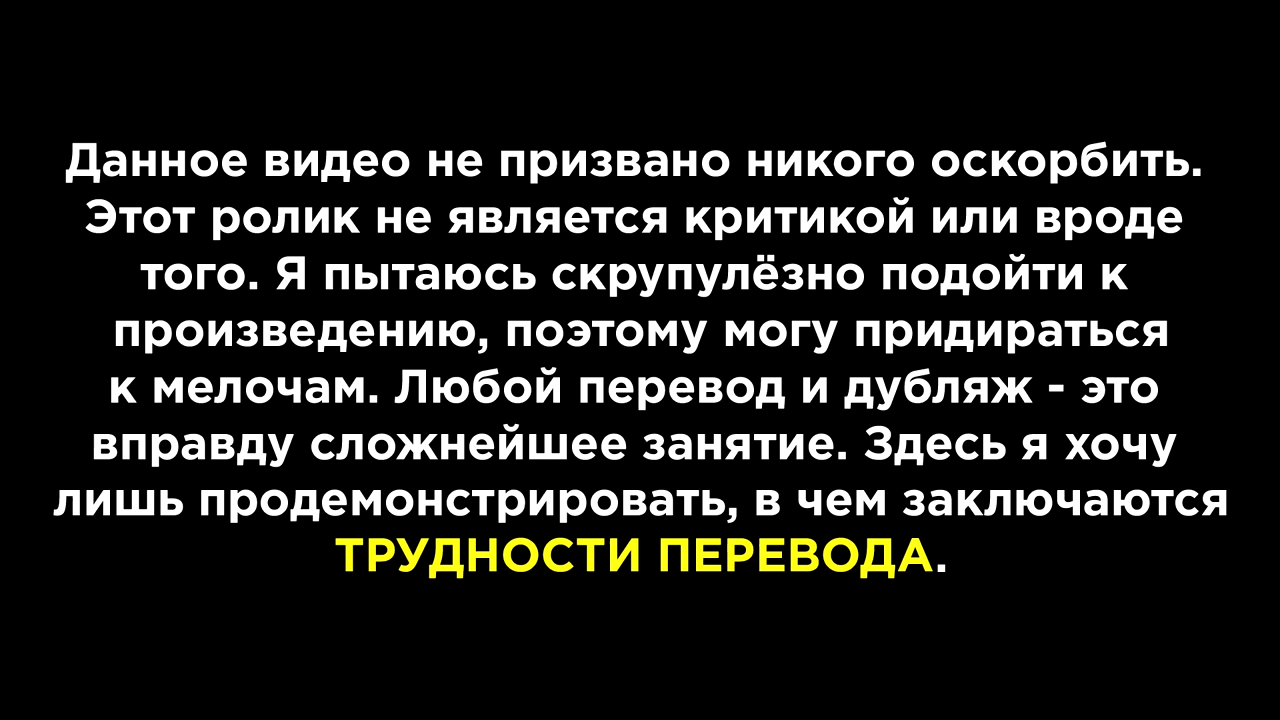 Данное видео не призвано никого оскорбить.
Этот ролик не является критикой или вроде
того. Я пытаюсь скрупулёзно подойти к
произведению, поэтому могу придираться
к мелочам. Любой перевод и дубляж - это
вправду сложнейшее занятие. Здесь я хочу
лишь продемонстрировать, в чем заключаются
ТРУДНОСТИ ПЕРЕВОДА.